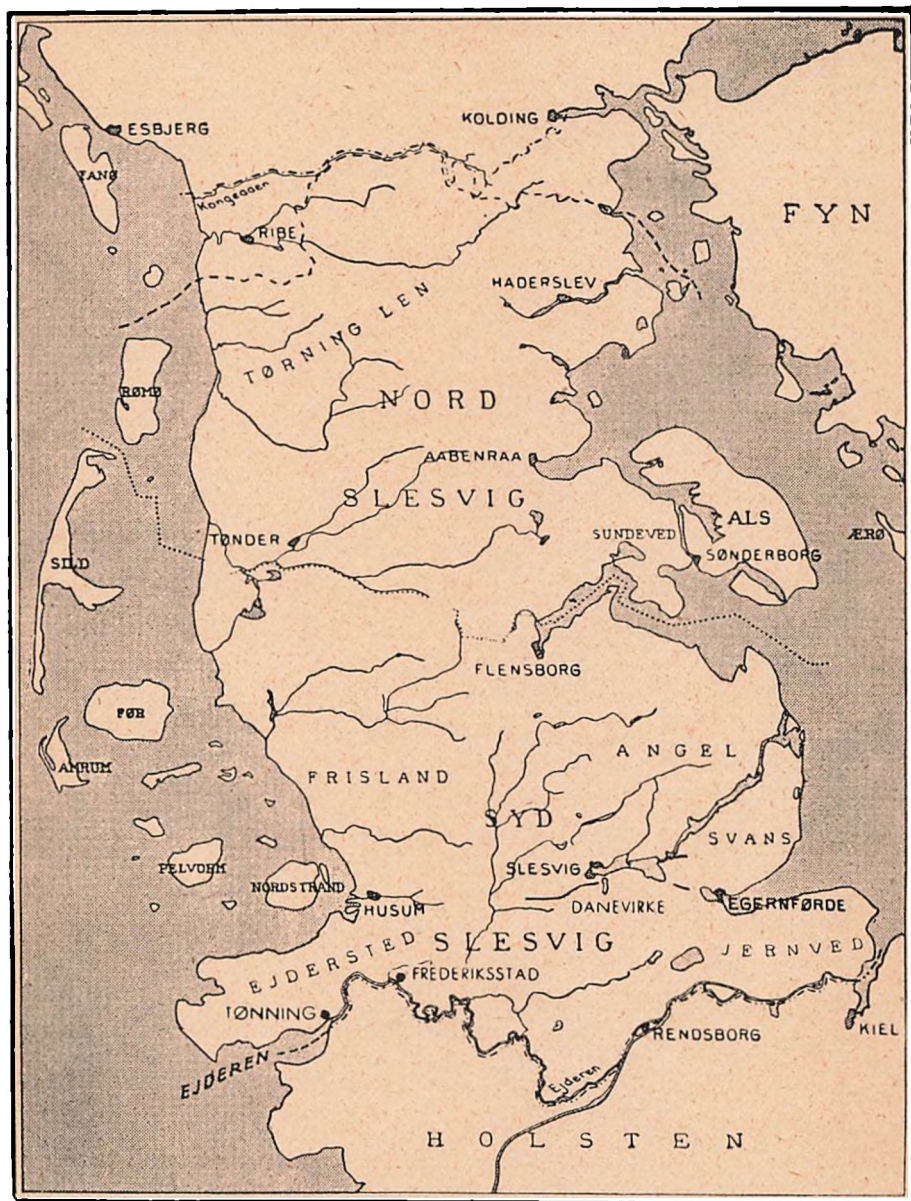 KOLDING
ESBJERG
FANØ
Kongeaaen
FYN
RIBE
HADERSLEV
TØRNING LEN
RØMØ
NORD
AABENRAA
SLESVIG
ALS
TØNDER
SUNDEVED
ÆRØ
SØNDERBORG
SILD
FLENSBORG
FØR
ANGEL
AMRUM
FRISLAND
SYD
SVANS
PELVORM
SLESVIG
NORDSTRAND
HUSUM
DANEVIRKE
EGERNFØRDE
EJDERSTED
SLESVIG
JERNVED
FREDERIKSSTAD
TØNNING
RENDSBORG
KIEL
EJDEREN
Ejderen
HOLSTEN